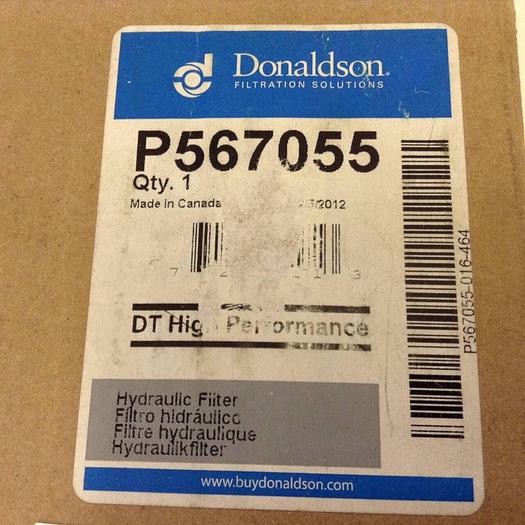 Donaldson®
FILTRATION SOLUTIONS
P567055
Qty. 1
Made in Canada
/2012
DT High Performance
Hydraulic Filter
Filtro hidráulico
Filtre hydraulique
Hydraulikfilter
www.buydonaldson.com
P567055-016-464